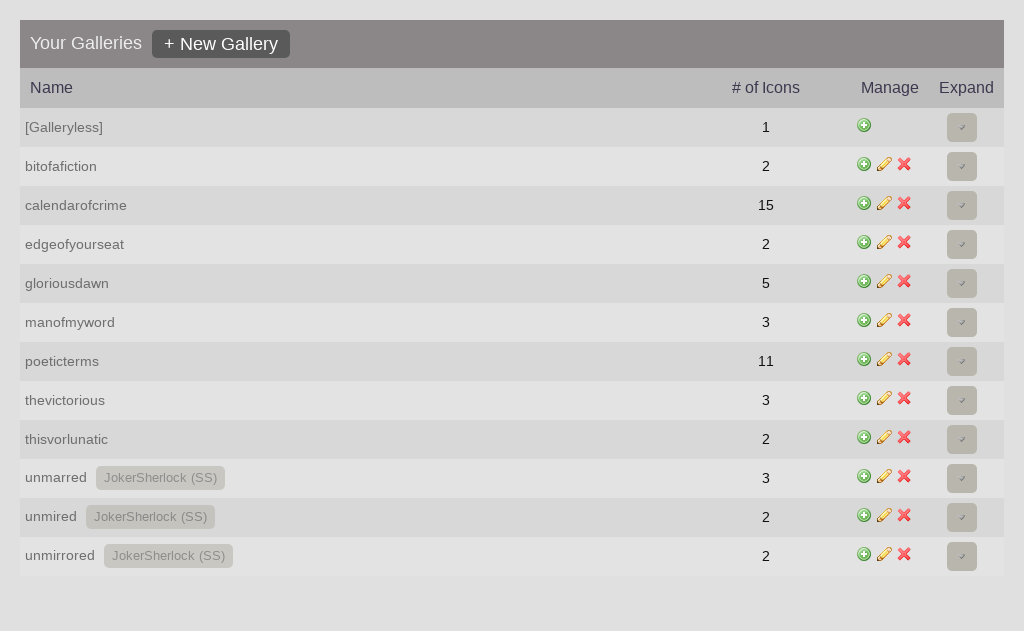 Your Galleries + New Gallery
Name # of Icons Manage Expand
[Galleryless] 1
bitofafiction 2
calendarofcrime 15
edgeofyourseat 2
gloriousdawn 5
manofmyword 3
poeticterms 11
thevictorious 3
thisvorlunatic 2
unmarred JokerSherlock (SS) 3
unmired JokerSherlock (SS) 2
unmirrored JokerSherlock (SS) 2